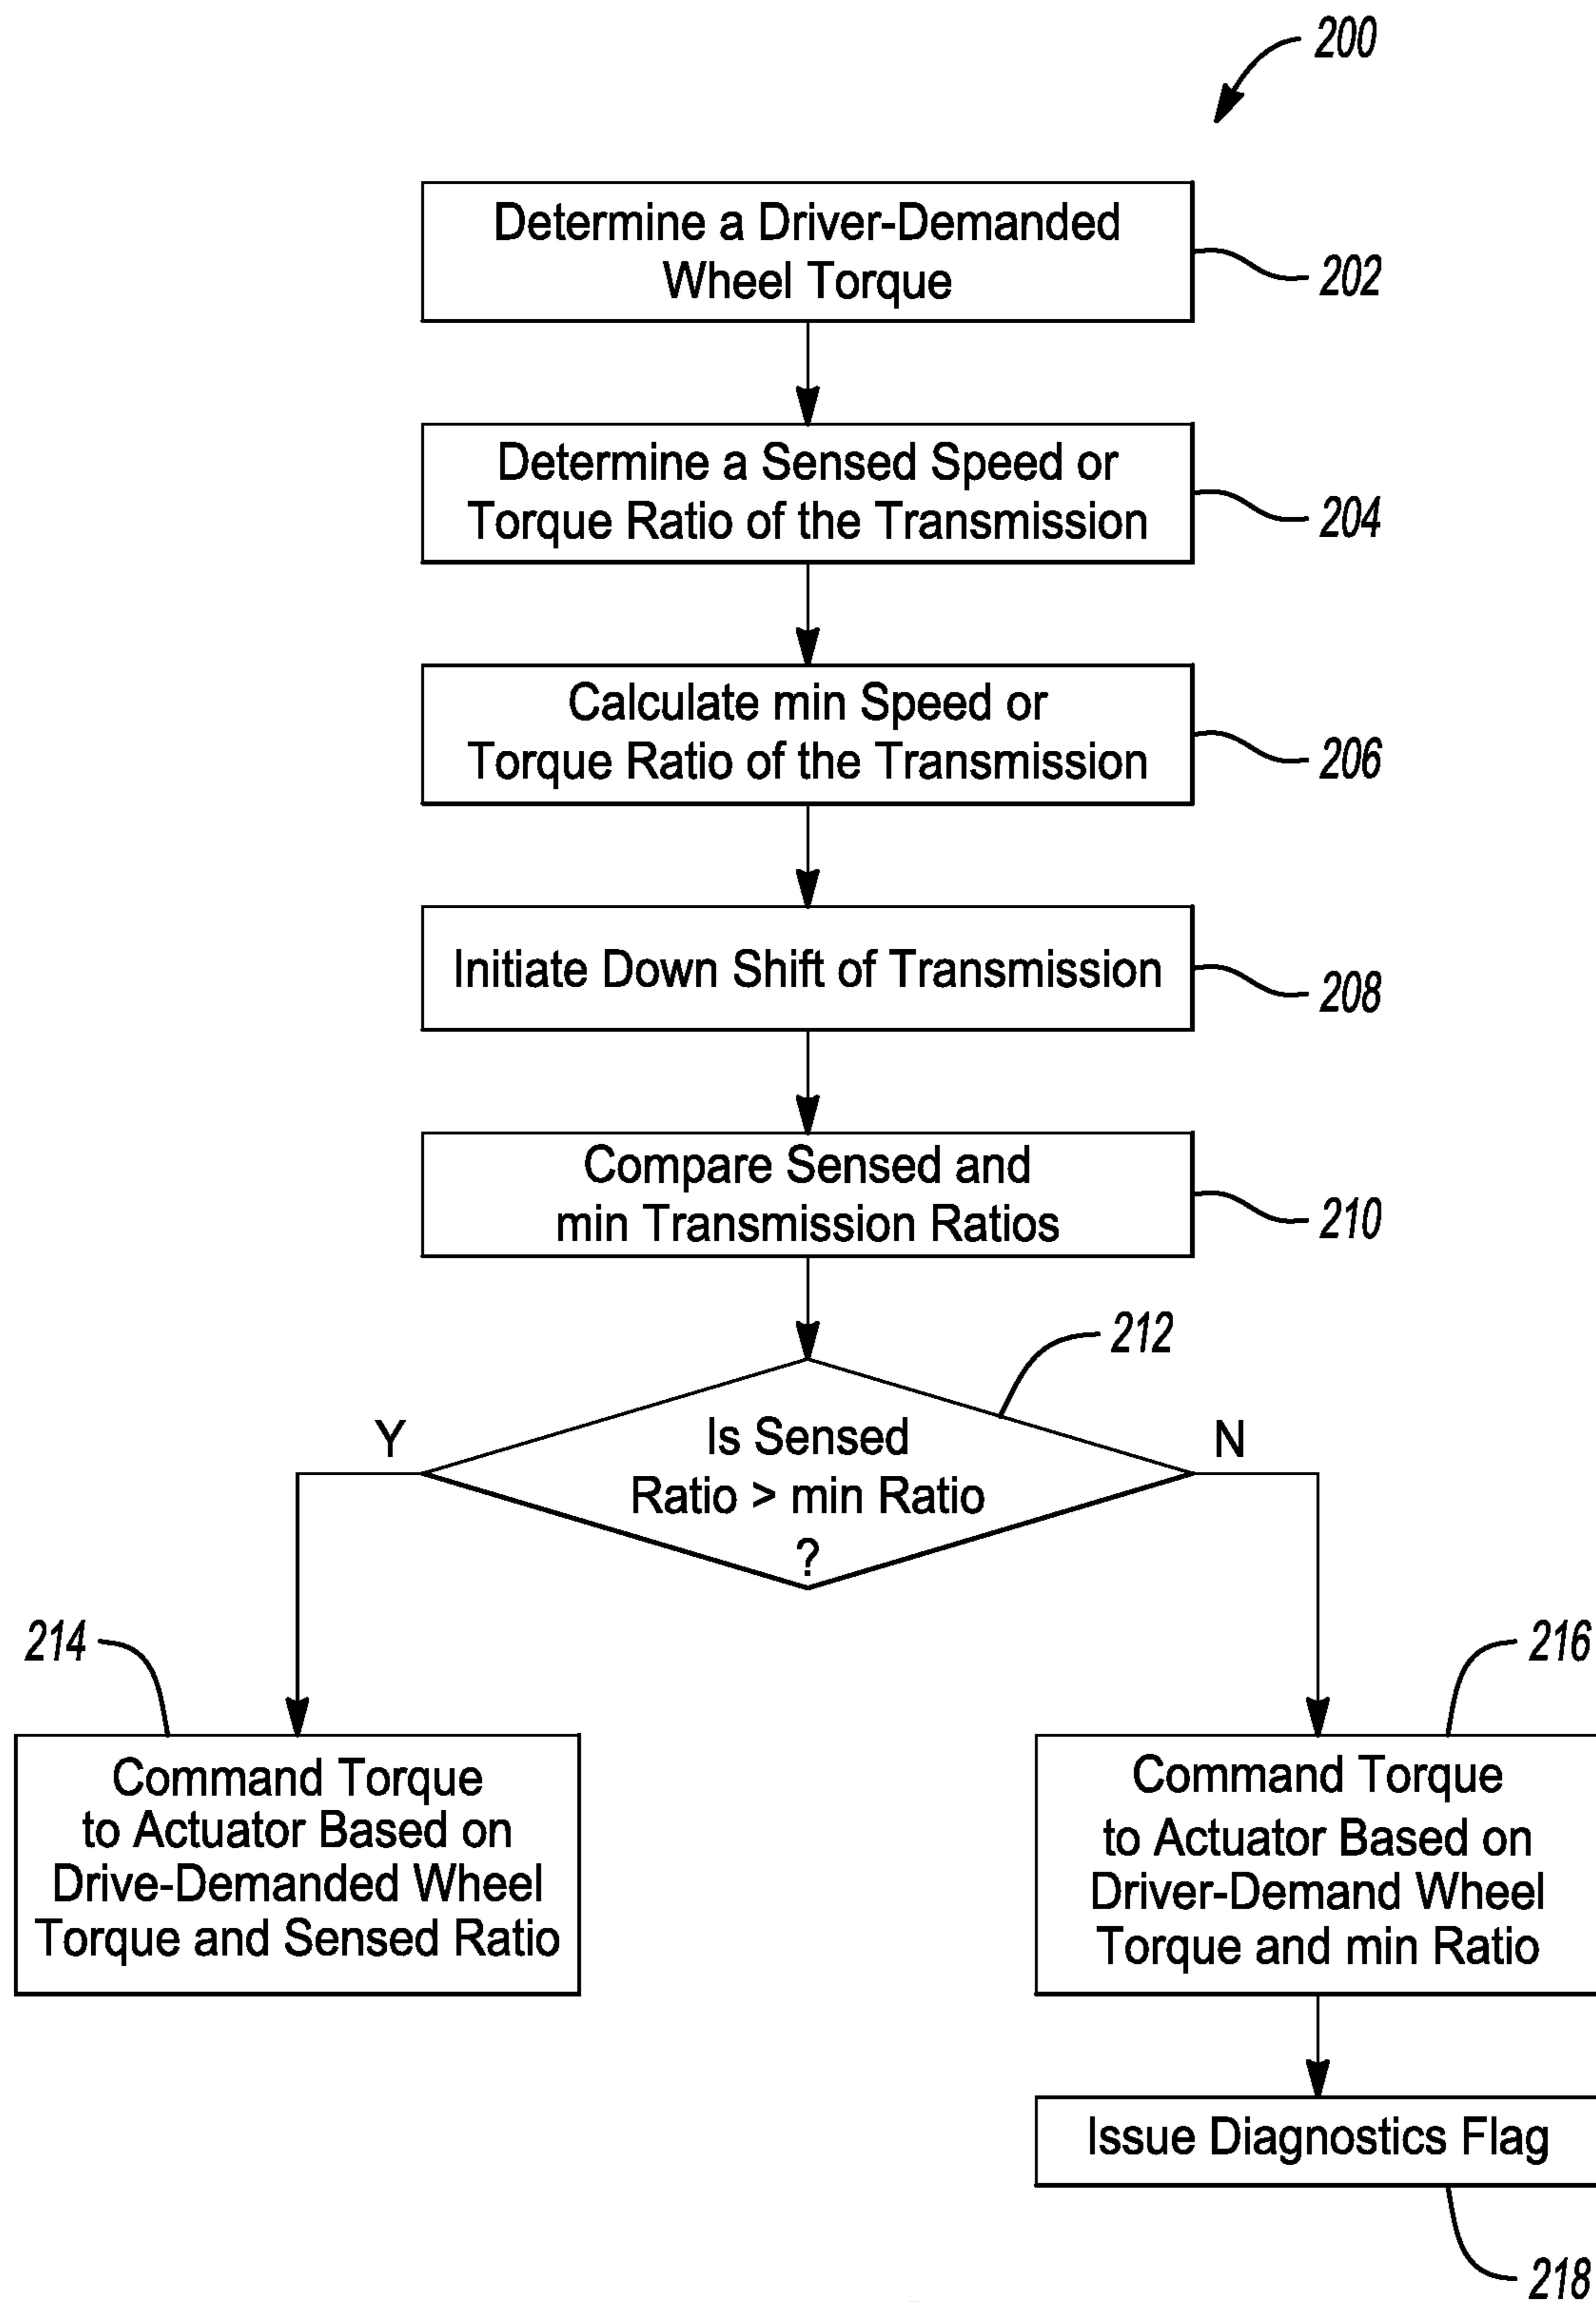 200
Determine a Driver-Demanded
Wheel Torque
202
Determine a Sensed Speed or
Torque Ratio of the Transmission
204
Calculate min Speed or
Torque Ratio of the Transmission
206
Initiate Down Shift of Transmission
208
Compare Sensed and
min Transmission Ratios
210
212
Y
Is Sensed
Ratio > min Ratio
?
N
214
Command Torque
to Actuator Based on
Drive-Demanded Wheel
Torque and Sensed Ratio
216
Command Torque
to Actuator Based on
Driver-Demand Wheel
Torque and min Ratio
Issue Diagnostics Flag
218